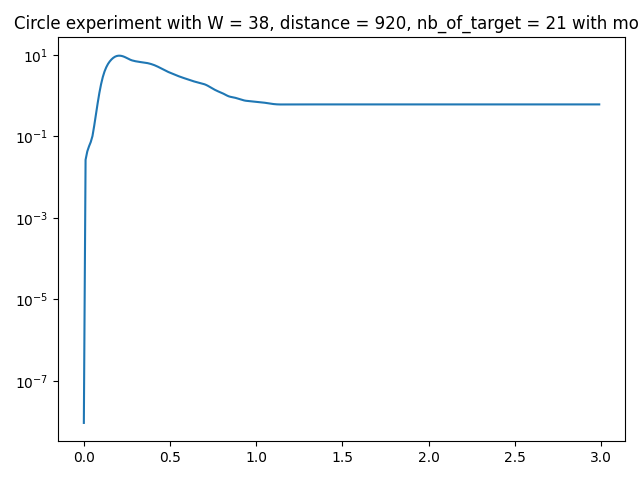 Circle experiment with W = 38, distance = 920, nb_of_target = 21 with mo
10^1
10^-1
10^-3
10^-5
10^-7
0.0 0.5 1.0 1.5 2.0 2.5 3.0